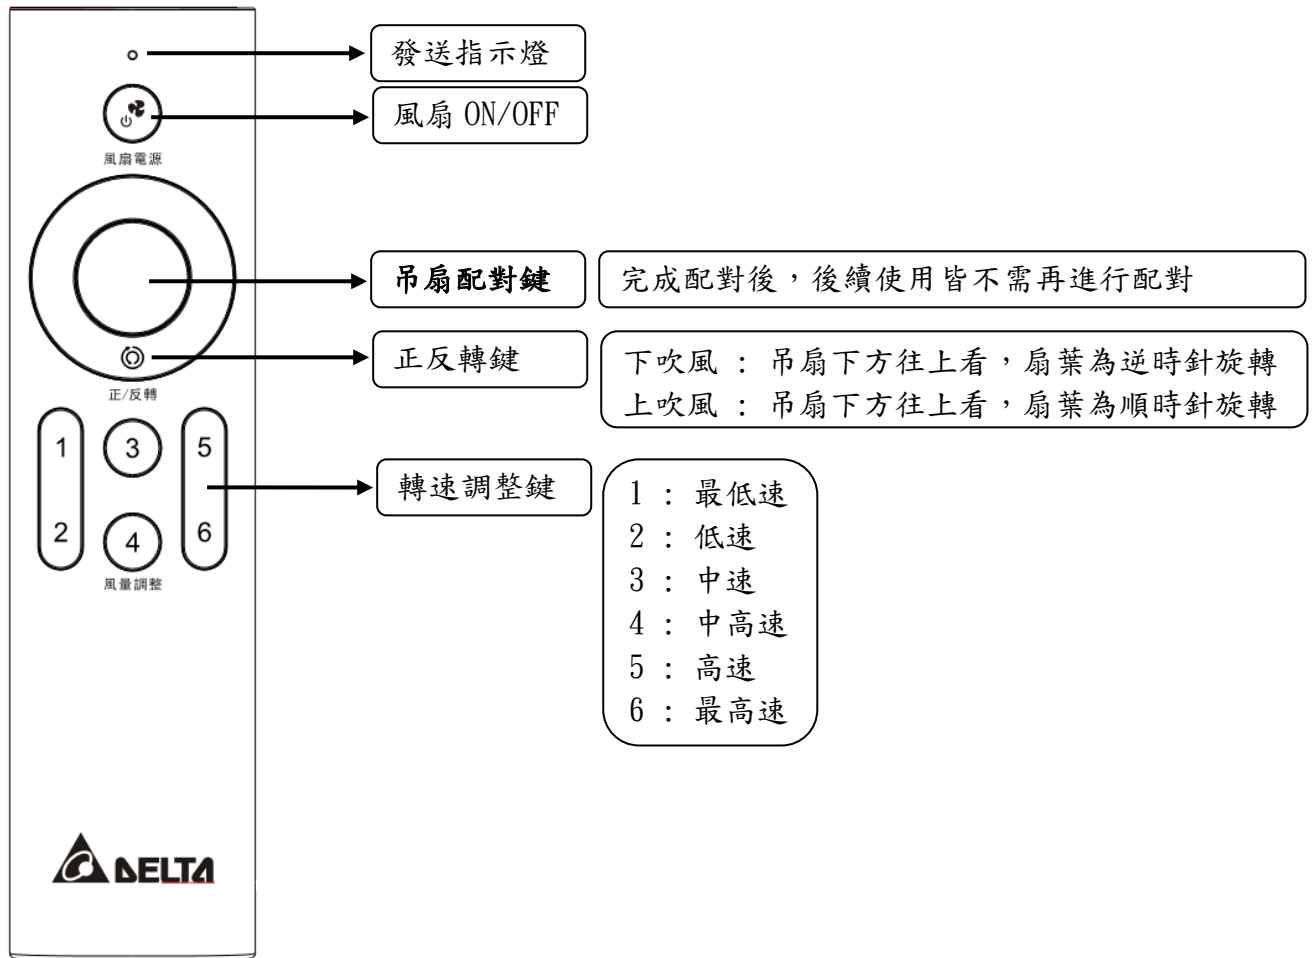 發送指示燈
風扇 ON/OFF
風扇電源
吊扇配對鍵
完成配對後，後續使用皆不需再進行配對
正反轉鍵
下吹風 : 吊扇下方往上看，扇葉為逆時針旋轉
上吹風 : 吊扇下方往上看，扇葉為順時針旋轉
正/反轉
1
2
3
4
5
6
風量調整
轉速調整鍵
1 : 最低速
2 : 低速
3 : 中速
4 : 中高速
5 : 高速
6 : 最高速
DELTA